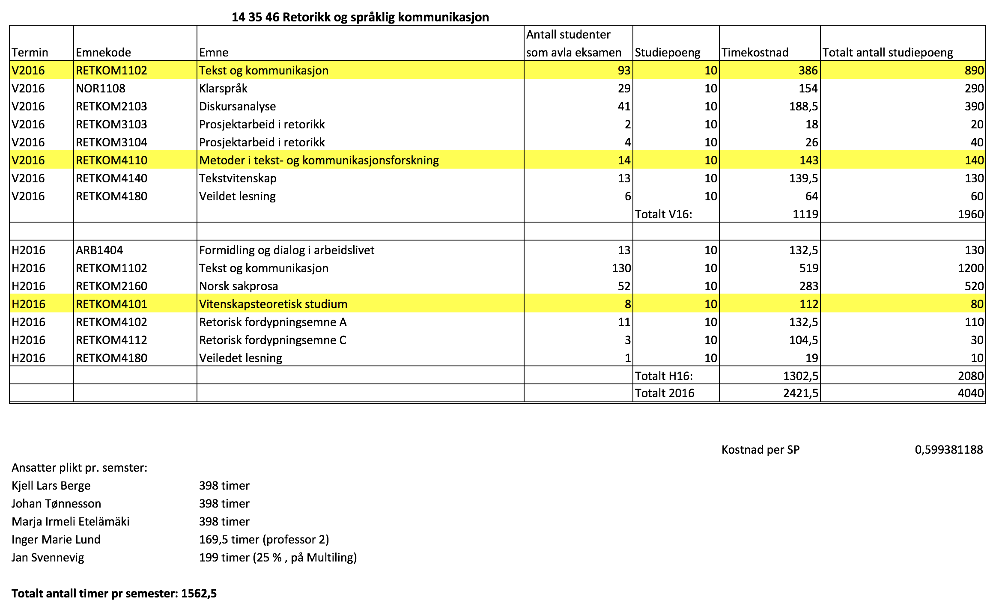 14 35 46 Retorikk og språklig kommunikasjon
Termin Emnekode Emne Antall studenter som avla eksamen Studiepoeng Timekostnad Totalt antall studiepoeng
V2016 RETKOM1102 Tekst og kommunikasjon 93 10 386 890
V2016 NOR1108 Klarspråk 29 10 154 290
V2016 RETKOM2103 Diskursanalyse 41 10 188,5 390
V2016 RETKOM3103 Prosjektarbeid i retorikk 2 10 18 20
V2016 RETKOM3104 Prosjektarbeid i retorikk 4 10 26 40
V2016 RETKOM4110 Metoder i tekst- og kommunikasjonsforskning 14 10 143 140
V2016 RETKOM4140 Tekstvitenskap 13 10 139,5 130
V2016 RETKOM4180 Veildet lesning 6 10 64 60
Totalt V16: 1119 1960
H2016 ARB1404 Formidling og dialog i arbeidslivet 13 10 132,5 130
H2016 RETKOM1102 Tekst og kommunikasjon 130 10 519 1200
H2016 RETKOM2160 Norsk sakprosa 52 10 283 520
H2016 RETKOM4101 Vitenskapsteoretisk studium 8 10 112 80
H2016 RETKOM4102 Retorisk fordypningsemne A 11 10 132,5 110
H2016 RETKOM4112 Retorisk fordypningsemne C 3 10 104,5 30
H2016 RETKOM4180 Veiledet lesning 1 10 19 10
Totalt H16: 1302,5 2080
Totalt 2016 2421,5 4040
Kostnad per SP 0,599381188
Ansatter plikt pr. semster:
Kjell Lars Berge 398 timer
Johan Tønnesson 398 timer
Marja Irmeli Etelämäki 398 timer
Inger Marie Lund 169,5 timer (professor 2)
Jan Svennevig 199 timer (25 % , på Multiling)
Totalt antall timer pr semester: 1562,5